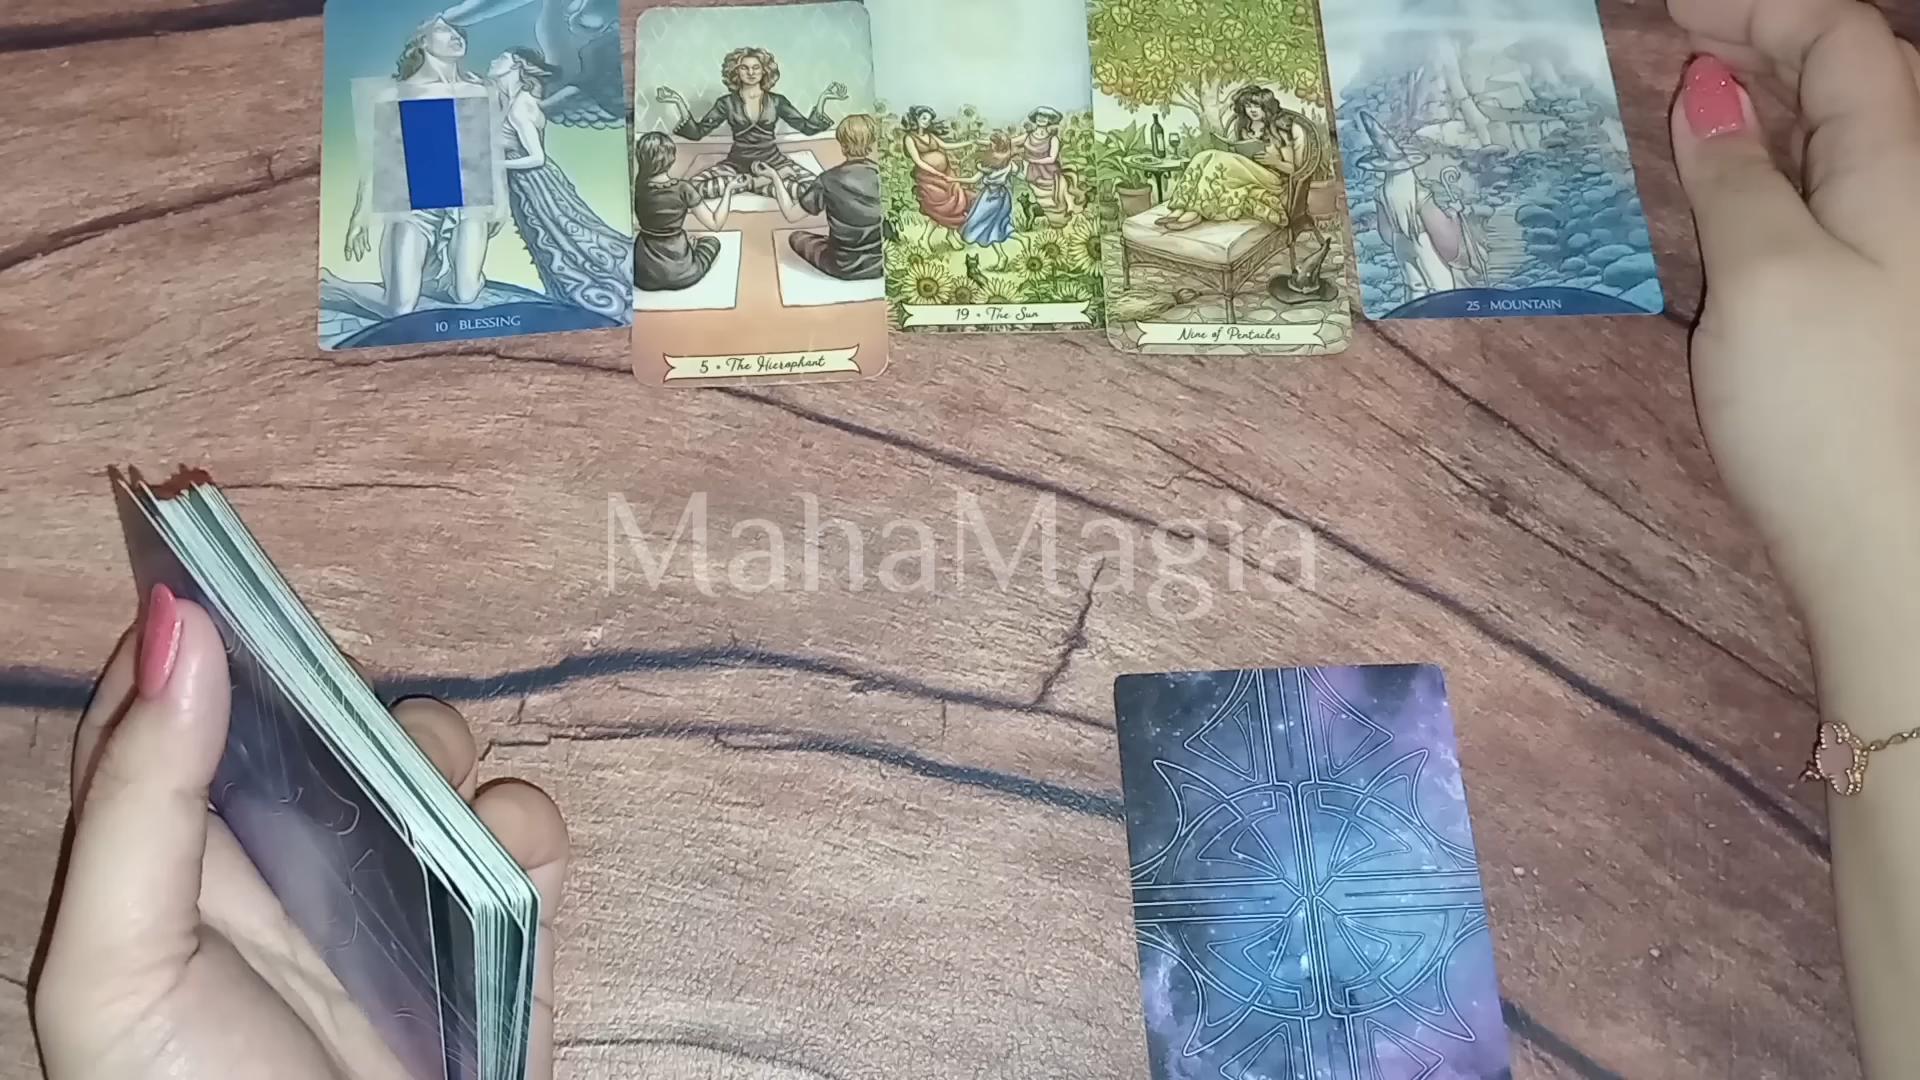 10 - BLESSING
5 • The Hierophant
19 • The Sun
Nine of Pentacles
25 - MOUNTAIN
MahaMagia